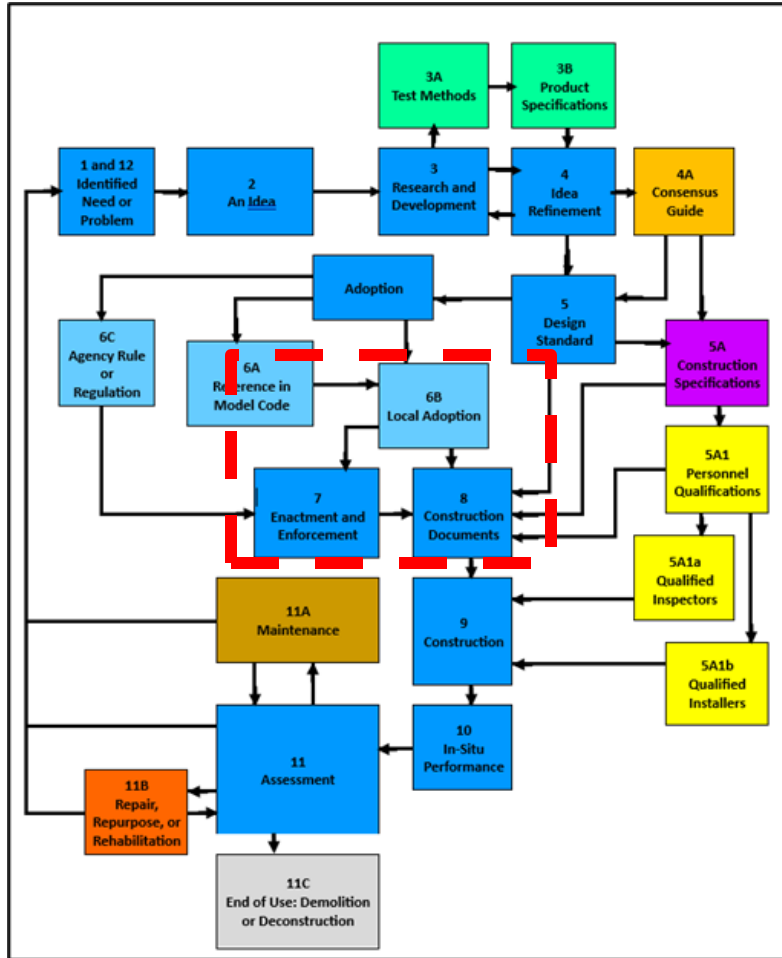 3A
Test Methods
3B
Product
Specifications
1 and 12
Identified
Need or
Problem
2
An Idea
3
Research and
Development
4
Idea
Refinement
4A
Consensus
Guide
Adoption
5
Design
Standard
6C
Agency Rule
or
Regulation
6A
Reference in
Model Code
6B
Local Adoption
5A
Construction
Specifications
7
Enactment and
Enforcement
8
Construction
Documents
5A1
Personnel
Qualifications
5A1a
Qualified
Inspectors
11A
Maintenance
9
Construction
5A1b
Qualified
Installers
11
Assessment
10
In-Situ
Performance
11B
Repair,
Repurpose, or
Rehabilitation
11C
End of Use: Demolition
or Deconstruction